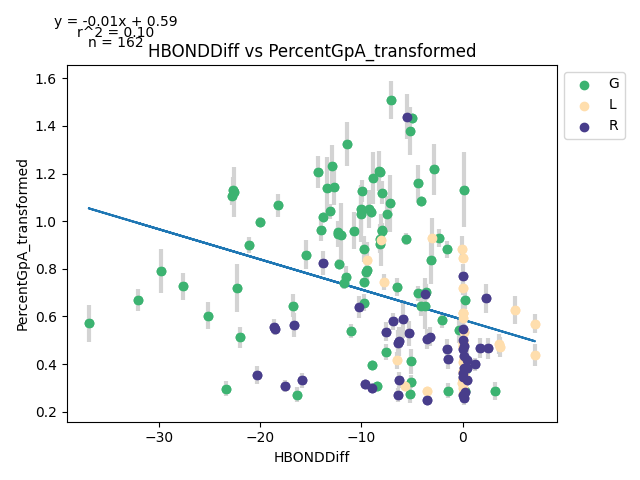 y = -0.01x + 0.59
r^2 = 0.10
n = 162
HBONDDiff vs PercentGpA_transformed
G
L
R
PercentGpA_transformed
1.6
1.4
1.2
1.0
0.8
0.6
0.4
0.2
−30
−20
−10
0
HBONDDiff